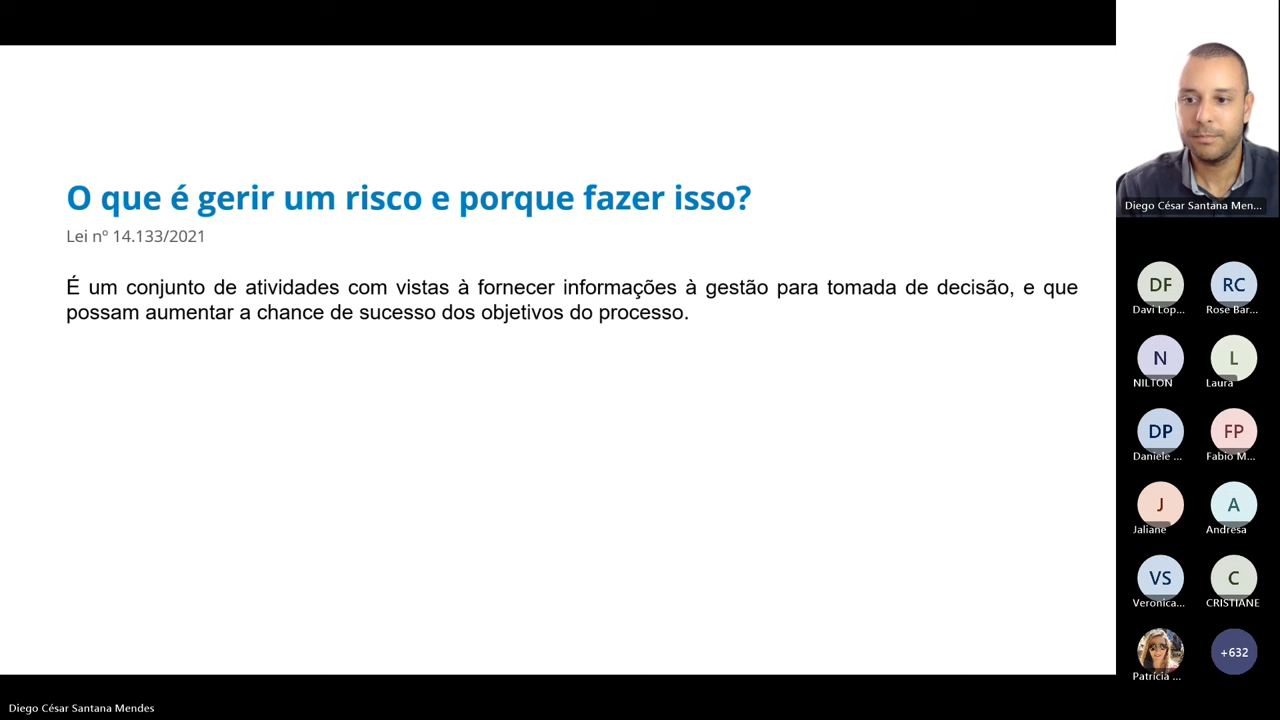 O que é gerir um risco e porque fazer isso?
Lei nº 14.133/2021
É um conjunto de atividades com vistas à fornecer informações à gestão para tomada de decisão, e que
possam aumentar a chance de sucesso dos objetivos do processo.
Diego César Santana Men...
DF RC
Davi Lop... Rose Bar...
N L
NILTON Laura
DP FP
Daniele ... Fabio M...
J A
Jaliane Andresa
VS C
Veronica... CRISTIANE
+632
Patrícia ...
Diego César Santana Mendes